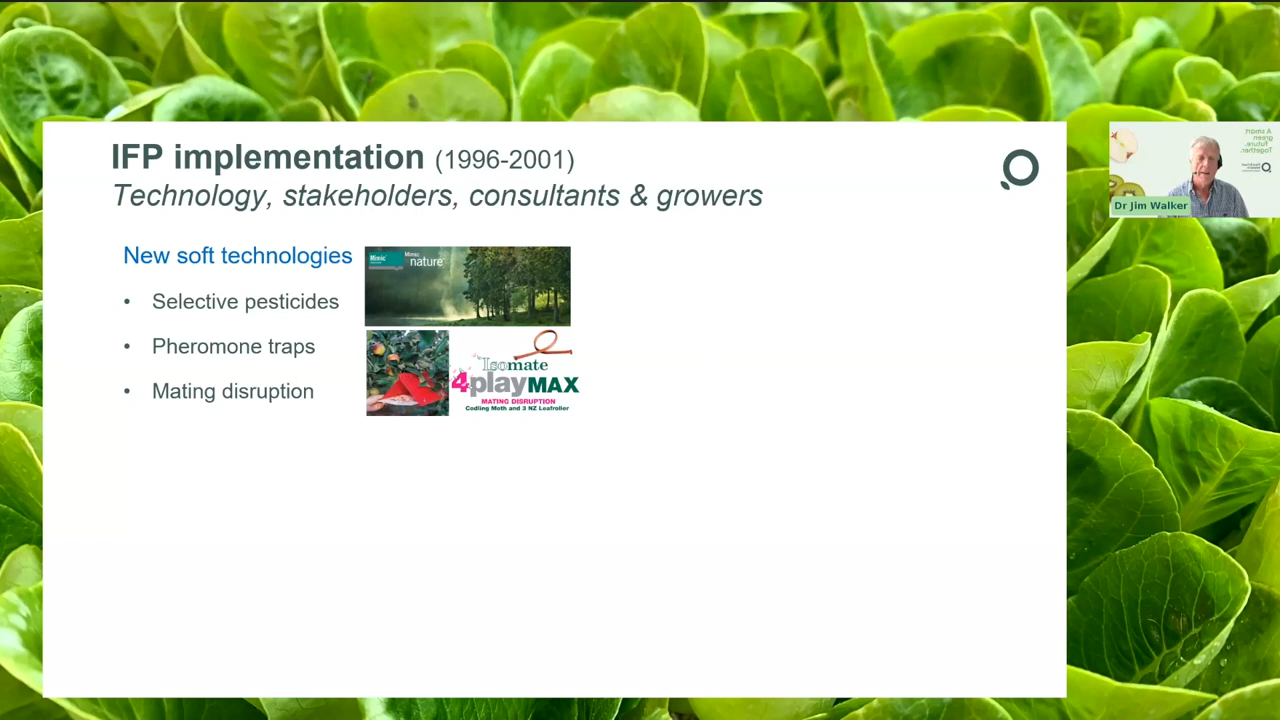 IFP implementation (1996-2001)
Technology, stakeholders, consultants & growers
New soft technologies
• Selective pesticides
• Pheromone traps
• Mating disruption
Mimic
Mimic
nature
Isomate
4playMAX
MATING DISRUPTION
Codling Moth and 3 NZ Leafroller
A smart
green
future.
Together.
Dr Jim Walker